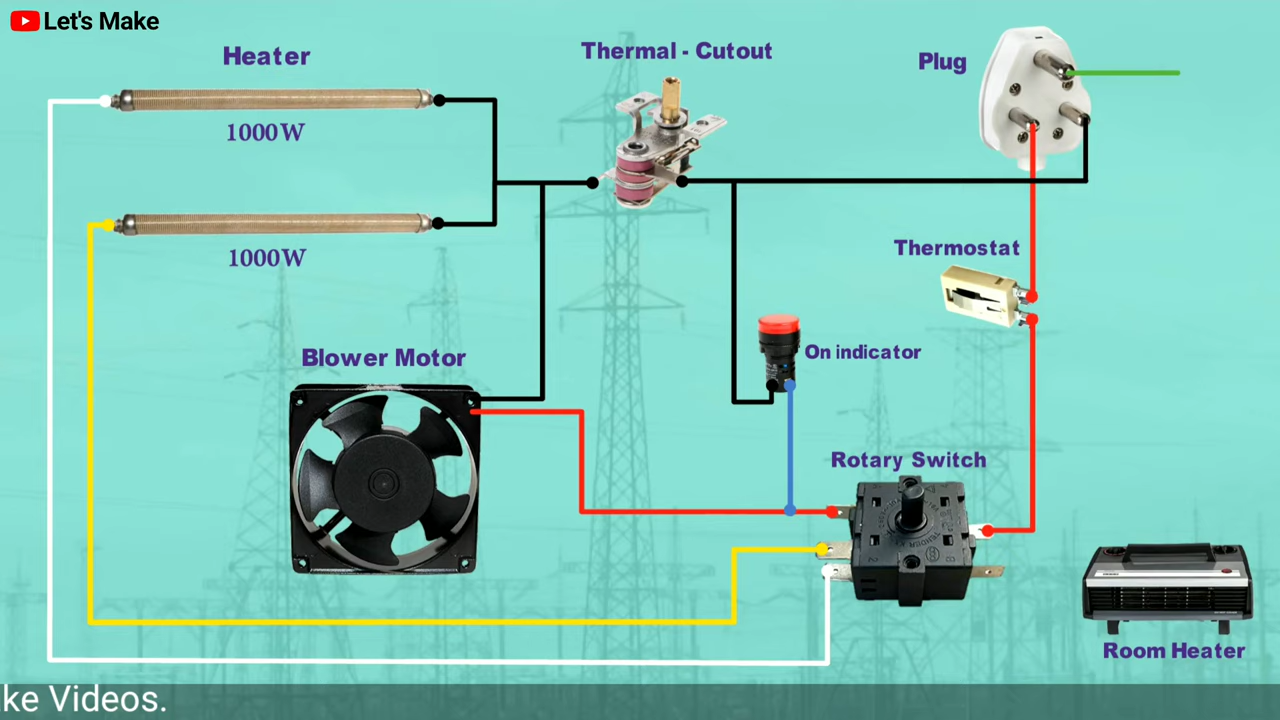 Let's Make
Heater
Thermal - Cutout
Plug
1000W
1000W
Thermostat
Blower Motor
On indicator
Rotary Switch
Room Heater
ke Videos.